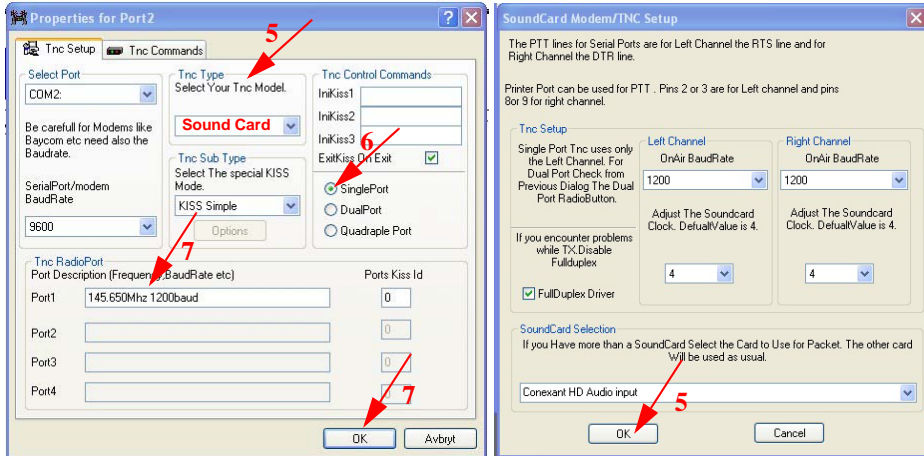 Properties for Port2
Tnc Setup
Tnc Commands
5
Select Port
COM2:
Be carefull for Modems like
Baycom etc need also the
Baudrate.
SerialPort/modem
BaudRate
9600
Tnc Type
Select Your Tnc Model.
Sound Card
Tnc Sub Type
Select The special KISS
Mode.
KISS Simple
Options
7
Tnc Control Commands
IniKiss1
IniKiss2
IniKiss3
6
ExitKiss On Exit
SinglePort
DualPort
Quadraple Port
Tnc RadioPort
Port Description (Frequency,BaudRate etc)
Ports Kiss Id
Port1
145.650Mhz 1200baud
0
Port2
0
Port3
0
Port4
0
7
OK
Avbryt
SoundCard Modem/TNC Setup
The PTT lines for Serial Ports are for Left Channel the RTS line and for
Right Channel the DTR line.
Printer Port can be used for PTT . Pins 2 or 3 are for Left channel and pins
8or 9 for right channel.
Tnc Setup
Single Port Tnc uses only
the Left Channel. For
Dual Port Check from
Previous Dialog The Dual
Port RadioButton.
If you encounter problems
while TX.Disable
Fullduplex
FullDuplex Driver
Left Channel
OnAir BaudRate
1200
Adjust The Soundcard
Clock. DefualtValue is 4.
4
Right Channel
OnAir BaudRate
1200
Adjust The Soundcard
Clock. DefualtValue is 4.
4
SoundCard Selection
If you Have more than a SoundCard Select the Card to Use for Packet. The other card
Will be used as usual.
Conexant HD Audio input
5
OK
Cancel